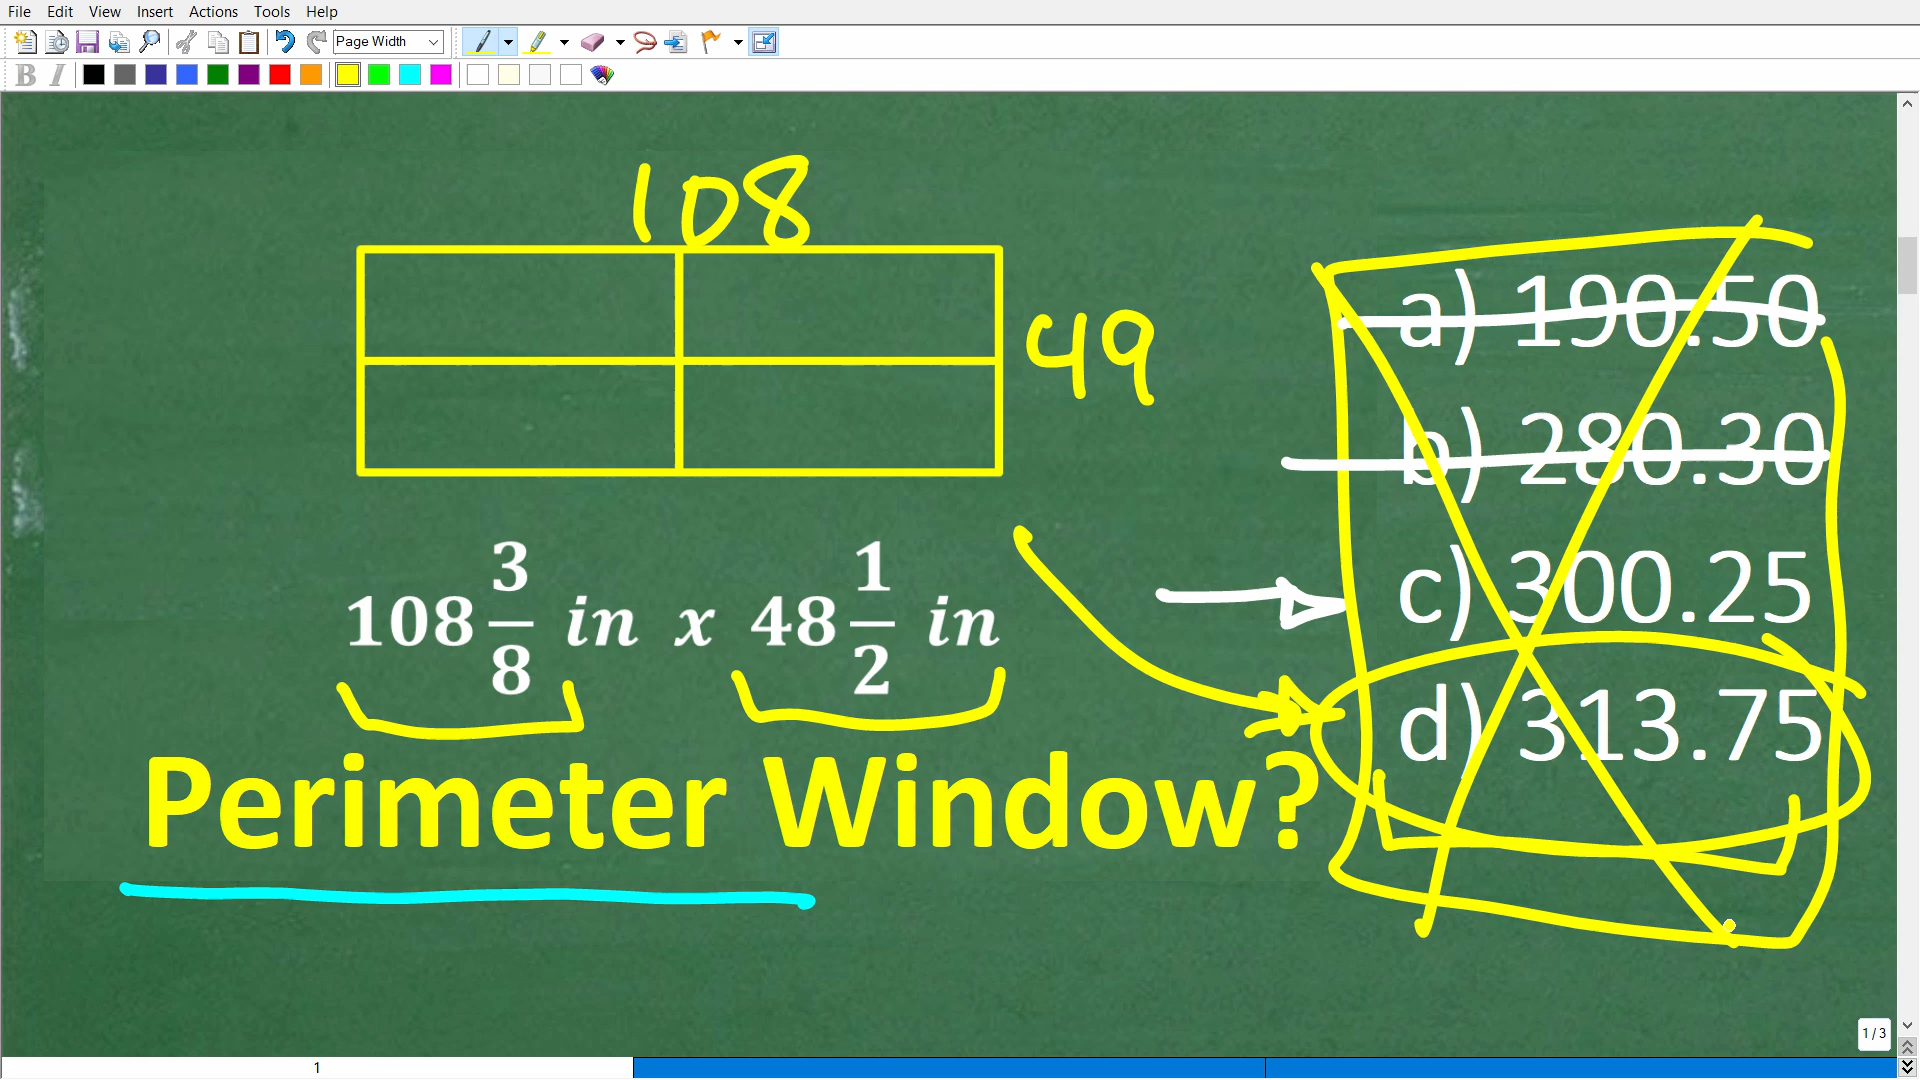 File Edit View Insert Actions Tools Help
Page Width
B I
108
49
a) 190.50
b) 280.30
c) 300.25
d) 313.75
108 3/8 in x 48 1/2 in
Perimeter Window?
1 / 3
1